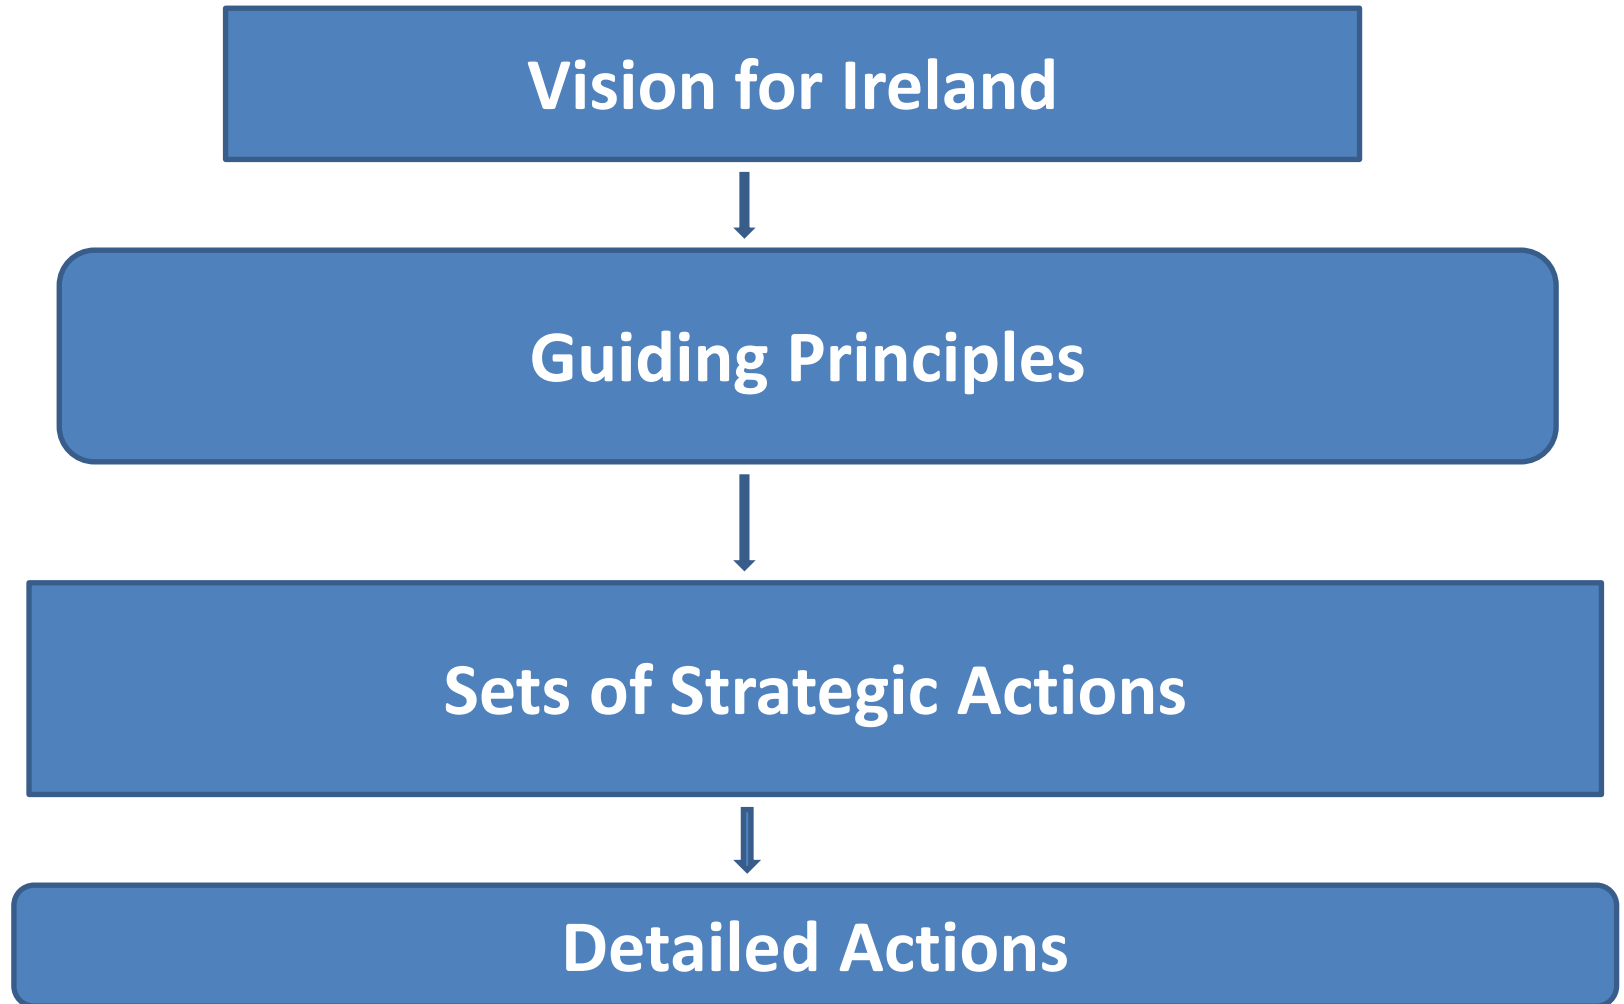 Vision for Ireland
Guiding Principles
Sets of Strategic Actions
Detailed Actions